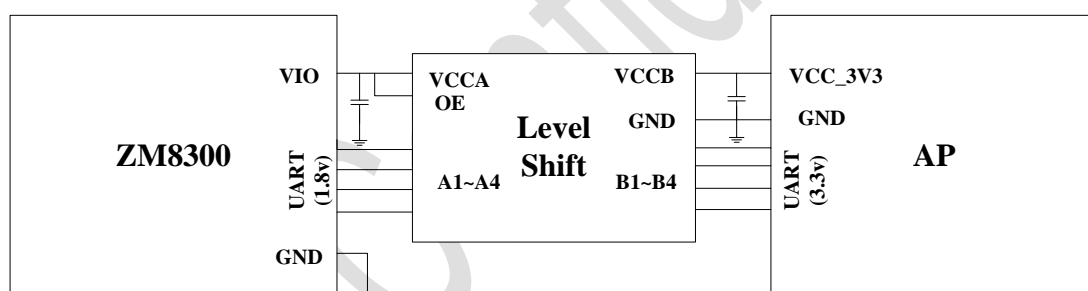 ZM8300
VIO
UART
(1.8v)
GND
VCCA
OE
A1~A4
Level
Shift
VCCB
GND
B1~B4
VCC_3V3
GND
UART
(3.3v)
AP